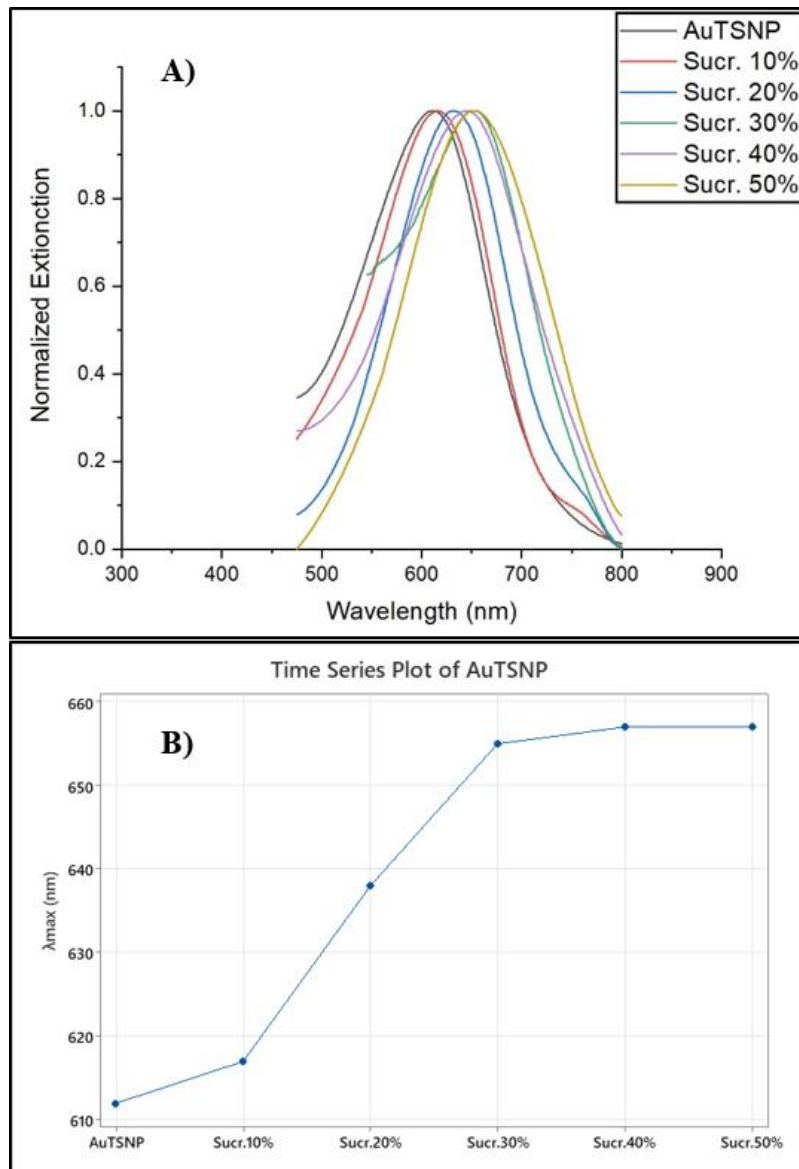 A)
AuTSNP
Sucr. 10%
Sucr. 20%
Sucr. 30%
Sucr. 40%
Sucr. 50%
Normalized Extionction
1.0
0.8
0.6
0.4
0.2
0.0
300 400 500 600 700 800 900
Wavelength (nm)
Time Series Plot of AuTSNP
B)
λmax (nm)
660
650
640
630
620
610
AuTSNP Sucr.10% Sucr.20% Sucr.30% Sucr.40% Sucr.50%